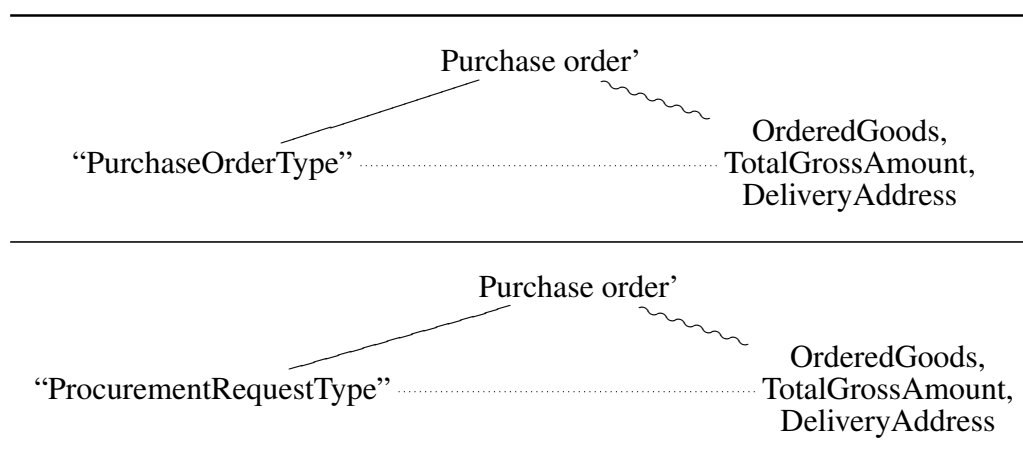 Purchase order’
“PurchaseOrderType”
OrderedGoods,
TotalGrossAmount,
DeliveryAddress
Purchase order’
“ProcurementRequestType”
OrderedGoods,
TotalGrossAmount,
DeliveryAddress